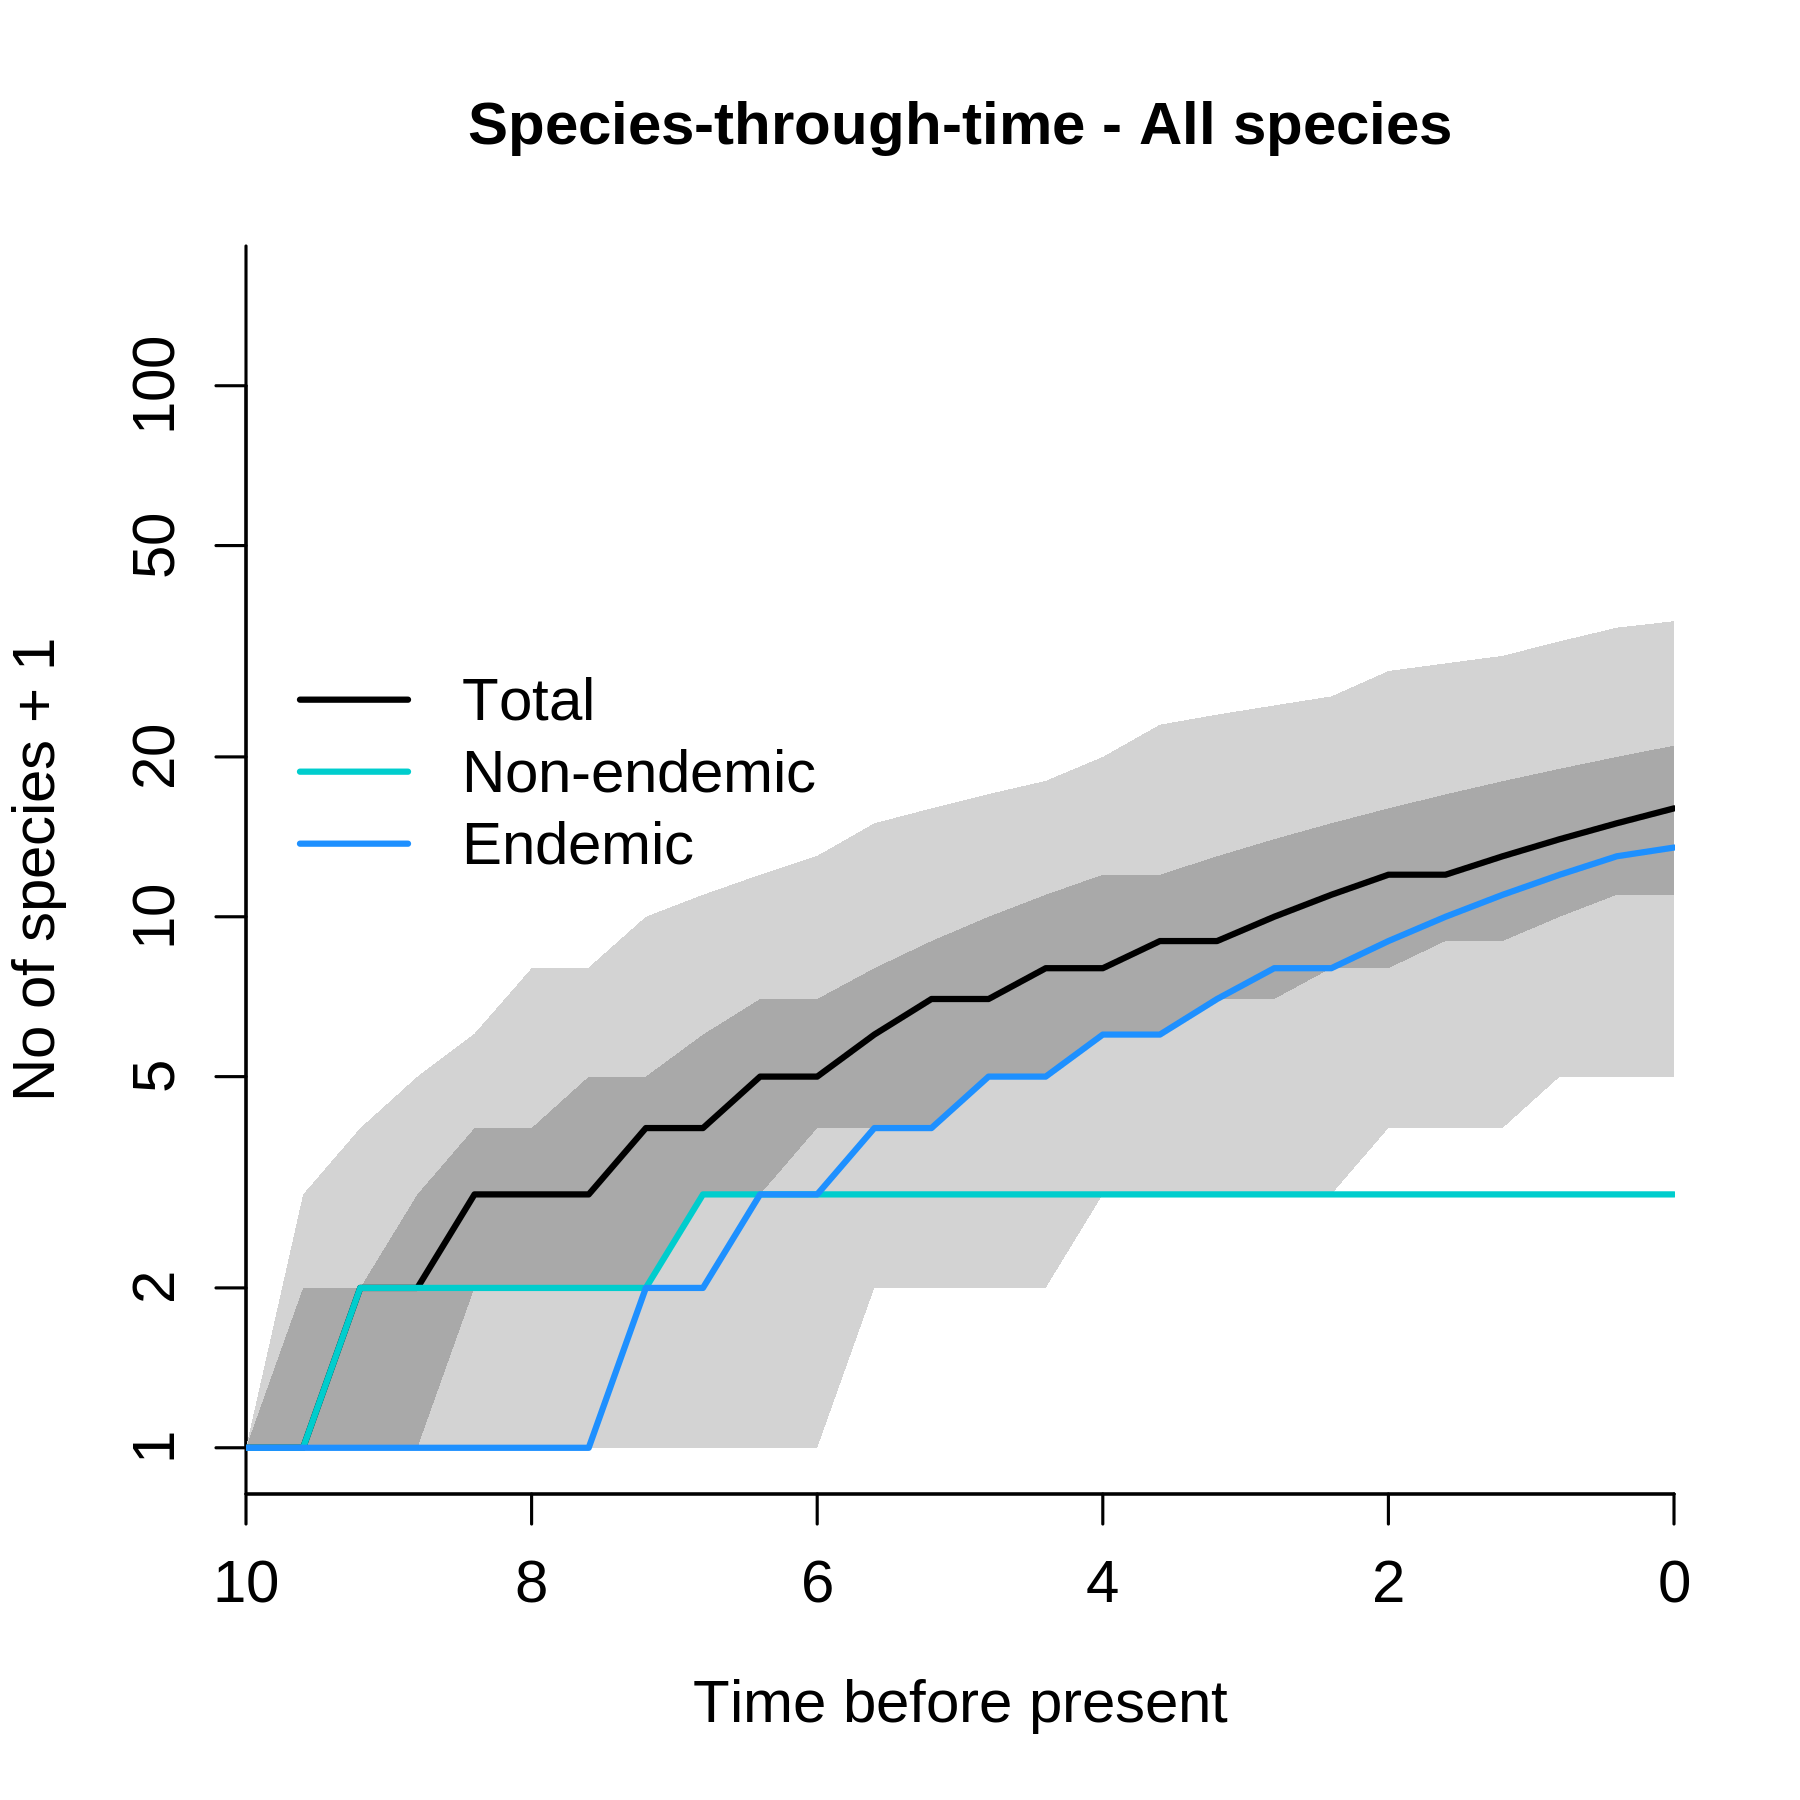 Species-through-time - All species
No of species + 1
100
50
20
10
5
2
1
Total
Non-endemic
Endemic
10 8 6 4 2 0
Time before present